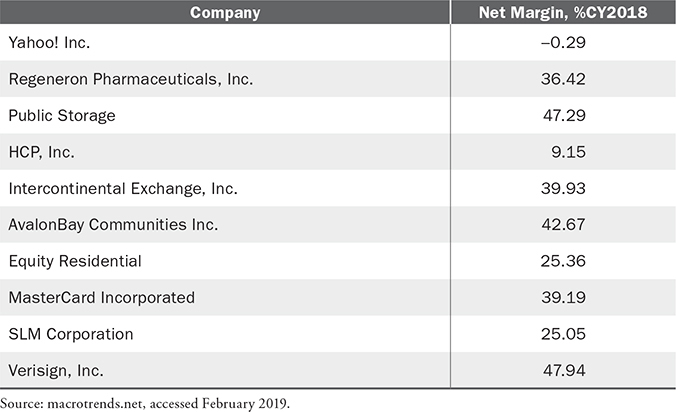 Company Net Margin, %CY2018
Yahoo! Inc. –0.29
Regeneron Pharmaceuticals, Inc. 36.42
Public Storage 47.29
HCP, Inc. 9.15
Intercontinental Exchange, Inc. 39.93
AvalonBay Communities Inc. 42.67
Equity Residential 25.36
MasterCard Incorporated 39.19
SLM Corporation 25.05
Verisign, Inc. 47.94
Source: macrotrends.net, accessed February 2019.